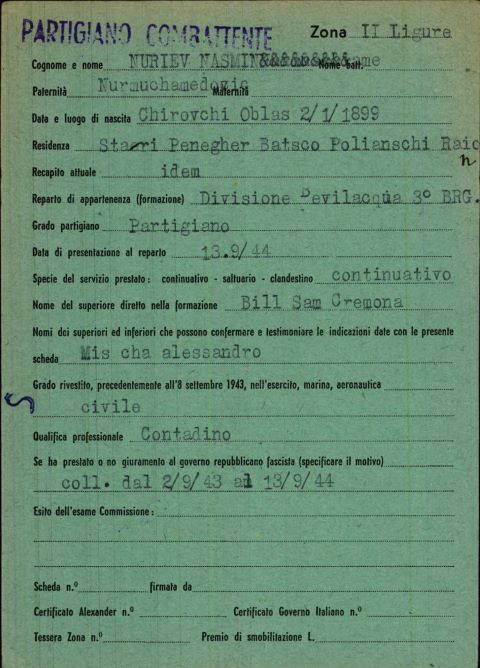 PARTIGIANO COMBATTENTE Zona II Ligure
Cognome e nome NURIEV NASMIN&&&&&&&&me Nome batt.
Paternità Nurmuchamedogic Maternità
Data e luogo di nascita Chirovchi Oblas 2/1/1899
Residenza Starri Penegher Batsco Polianschi Raio
n
Recapito attuale idem
Reparto di appartenenza (formazione) Divisione Bevilacqua 3° BRG.
Grado partigiano Partigiano
Data di presentazione al reparto 13.9/44
Specie del servizio prestato: continuativo - saltuario - clandestino continuativo
Nome del superiore diretto nella formazione Bill Sam Cremona
Nomi dei superiori ed inferiori che possono confermare e testimoniare le indicazioni date con le presente
scheda Mis cha alessandro
Grado rivestito, precedentemente all'8 settembre 1943, nell'esercito, marina, aeronautica
civile
Qualifica professionale Contadino
Se ha prestato o no giuramento al governo repubblicano fascista (specificare il motivo)
coll. dal 2/9/43 al 13/9/44
Esito dell'esame Commissione:
Scheda n.º firmata da
Certificato Alexander n.º Certificato Governo Italiano n.º
Tessera Zona n.º Premio di smobilitazione L.